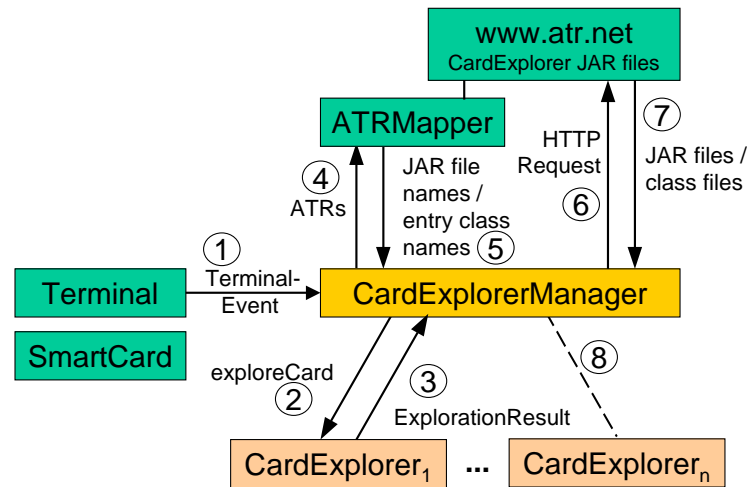 www.atr.net
CardExplorer JAR files
ATRMapper
7
HTTP
Request
JAR files /
class files
4
ATRs
JAR file
names /
entry class
names
5
6
1
Terminal-
Event
Terminal
CardExplorerManager
SmartCard
exploreCard
2
3
ExplorationResult
8
CardExplorer1
...
CardExplorern